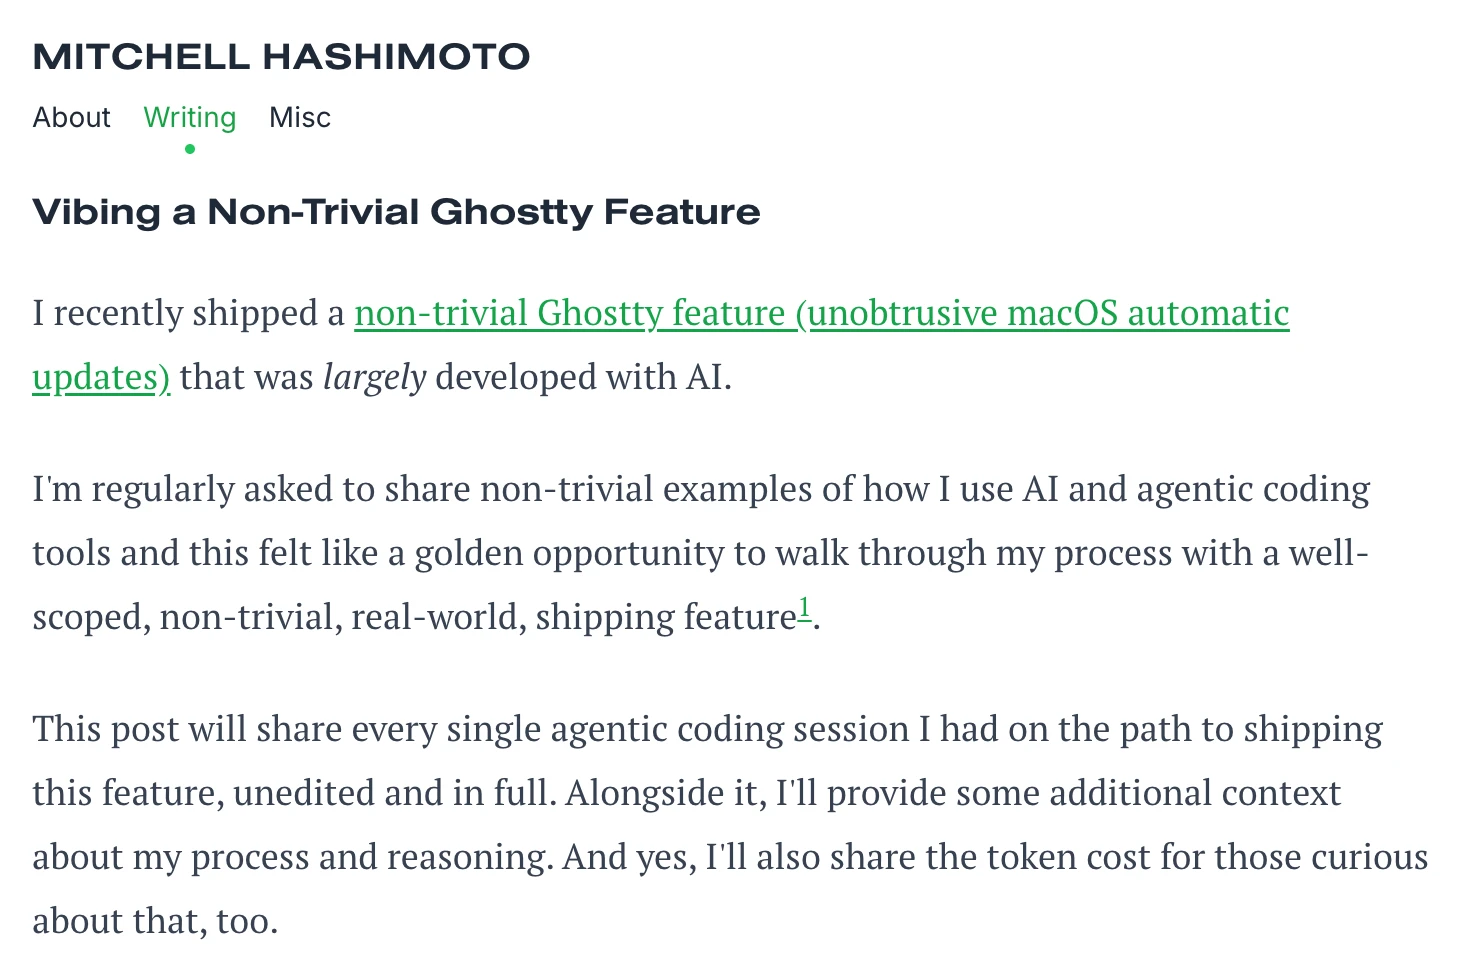 MITCHELL HASHIMOTO
About Writing Misc
Vibing a Non-Trivial Ghostty Feature
I recently shipped a non-trivial Ghostty feature (unobtrusive macOS automatic
updates) that was largely developed with AI.
I'm regularly asked to share non-trivial examples of how I use AI and agentic coding
tools and this felt like a golden opportunity to walk through my process with a well-
scoped, non-trivial, real-world, shipping feature1.
This post will share every single agentic coding session I had on the path to shipping
this feature, unedited and in full. Alongside it, I'll provide some additional context
about my process and reasoning. And yes, I'll also share the token cost for those curious
about that, too.